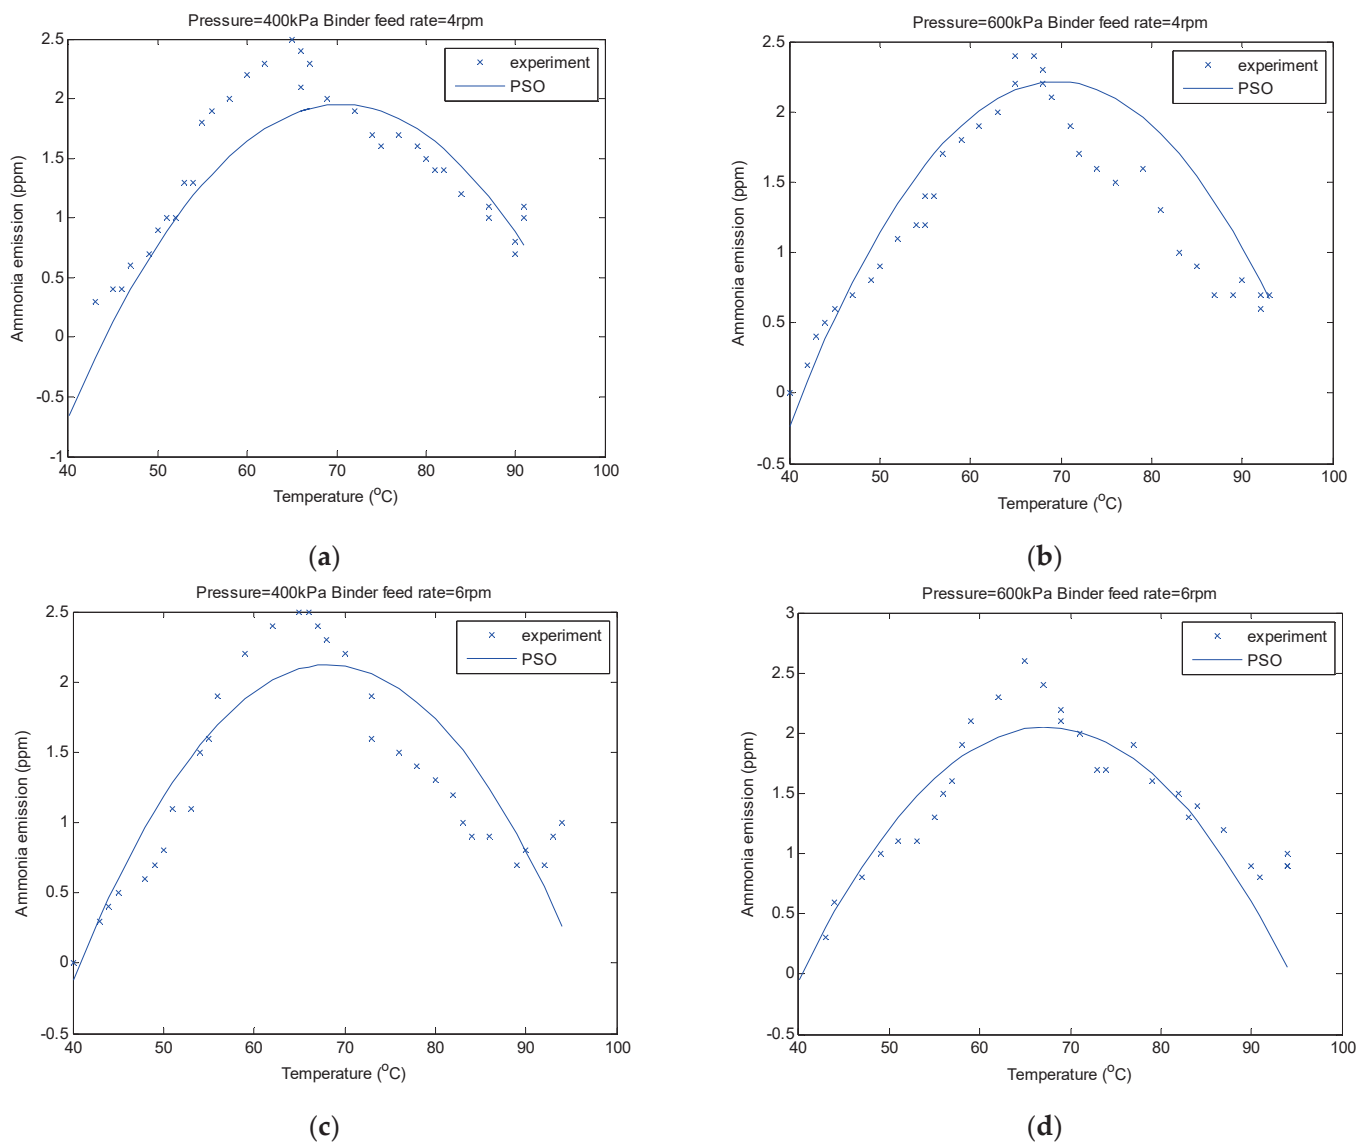 Pressure=400kPa Binder feed rate=4rpm
2.5
2
1.5
1
0.5
0
-0.5
-1
40 50 60 70 80 90 100
Ammonia emission (ppm)
Temperature (oC)
experiment
PSO
(a)
Pressure=600kPa Binder feed rate=4rpm
2.5
2
1.5
1
0.5
0
-0.5
40 50 60 70 80 90 100
Ammonia emission (ppm)
Temperature (oC)
experiment
PSO
(b)
Pressure=400kPa Binder feed rate=6rpm
2.5
2
1.5
1
0.5
0
-0.5
40 50 60 70 80 90 100
Ammonia emission (ppm)
Temperature (oC)
experiment
PSO
(c)
Pressure=600kPa Binder feed rate=6rpm
3
2.5
2
1.5
1
0.5
0
-0.5
40 50 60 70 80 90 100
Ammonia emission (ppm)
Temperature (oC)
experiment
PSO
(d)